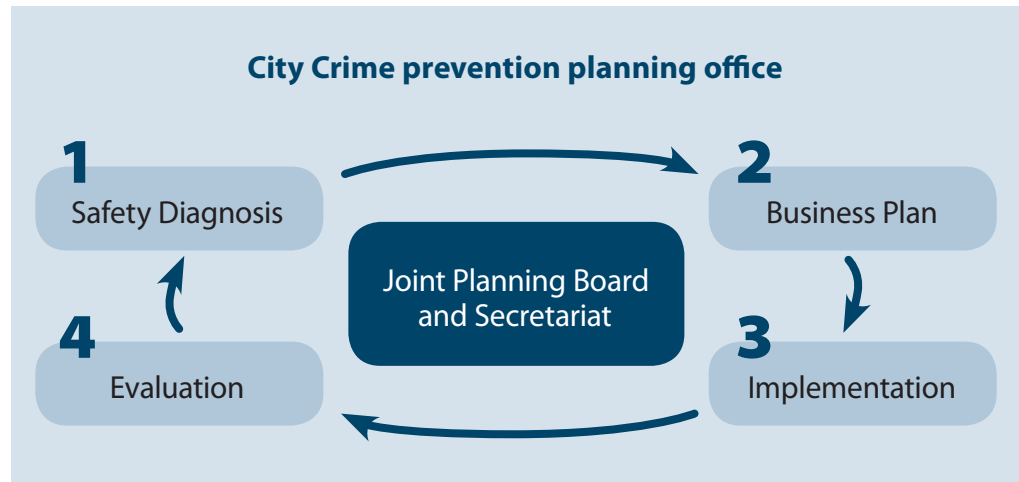 City Crime prevention planning office
1
Safety Diagnosis
2
Business Plan
Joint Planning Board
and Secretariat
4
Evaluation
3
Implementation